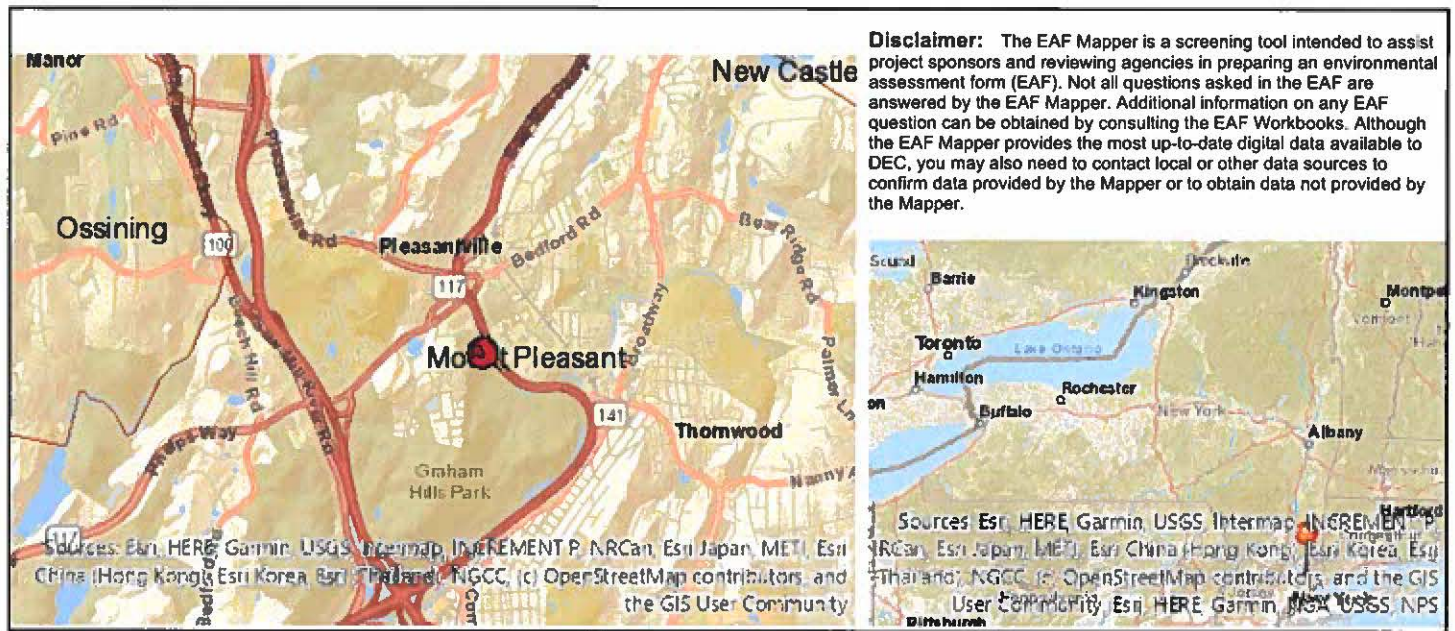 Manor
New Castle
Pine Rd
Pleasantville Rd
Ossining
100
Pleasantville
Bedford Rd
Bear Ridge Rd
117
Broadway
Mount Pleasant
Palmer Ln
141
Thornwood
Phelps Way
Graham
Hills Park
Sources: Esri, HERE, Garmin, USGS, Intermap, INCREMENT P, NRCan, Esri Japan, METI, Esri
China (Hong Kong), Esri Korea, Esri (Thailand), NGCC, (c) OpenStreetMap contributors, and
the GIS User Community
Disclaimer: The EAF Mapper is a screening tool intended to assist
project sponsors and reviewing agencies in preparing an environmental
assessment form (EAF). Not all questions asked in the EAF are
answered by the EAF Mapper. Additional information on any EAF
question can be obtained by consulting the EAF Workbooks. Although
the EAF Mapper provides the most up-to-date digital data available to
DEC, you may also need to contact local or other data sources to
confirm data provided by the Mapper or to obtain data not provided by
the Mapper.
Sound
Barrie
Kingston
Montpe
Toronto
Lake Ontario
Hamilton
Rochester
Buffalo
New York
Albany
Hartford
Sources: Esri, HERE, Garmin, USGS, Intermap, INCREMENT P,
NRCan, Esri Japan, METI, Esri China (Hong Kong), Esri Korea, Esri
(Thailand), NGCC, (c) OpenStreetMap contributors, and the GIS
User Community, Esri, HERE, Garmin, NGA, USGS, NPS
Pittsburgh
New York